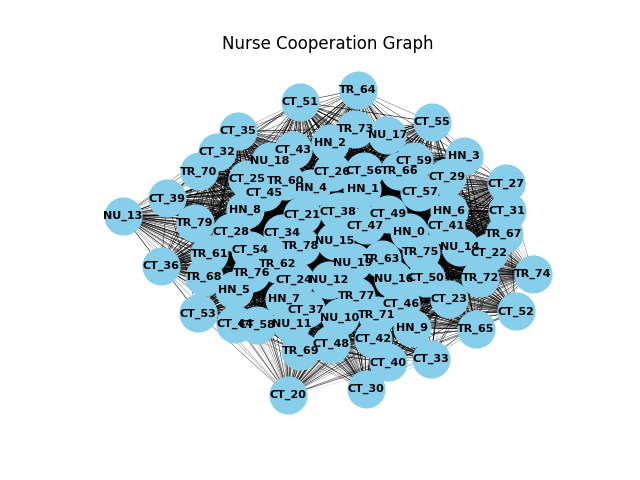 Nurse Cooperation Graph
TR_64
CT_51
CT_55
TR_73
CT_35
NU_17
HN_2
CT_43
CT_32
HN_3
NU_18
CT_59
TR_70
CT_26
CT_56
TR_66
CT_29
CT_25
TR_60
CT_27
HN_4
HN_1
CT_57
CT_45
CT_39
HN_8
CT_31
HN_6
CT_38
CT_49
CT_21
NU_13
TR_79
CT_47
CT_41
CT_28
CT_34
HN_0
TR_67
NU_15
TR_78
NU_14
CT_54
TR_75
CT_22
TR_61
TR_63
NU_19
TR_62
CT_36
TR_76
TR_74
TR_68
CT_50
TR_72
NU_16
CT_24
NU_12
HN_5
TR_77
HN_7
CT_23
CT_46
CT_37
CT_52
CT_53
TR_71
NU_10
CT_44
CT_58
NU_11
HN_9
TR_65
CT_42
CT_48
TR_69
CT_33
CT_40
CT_30
CT_20